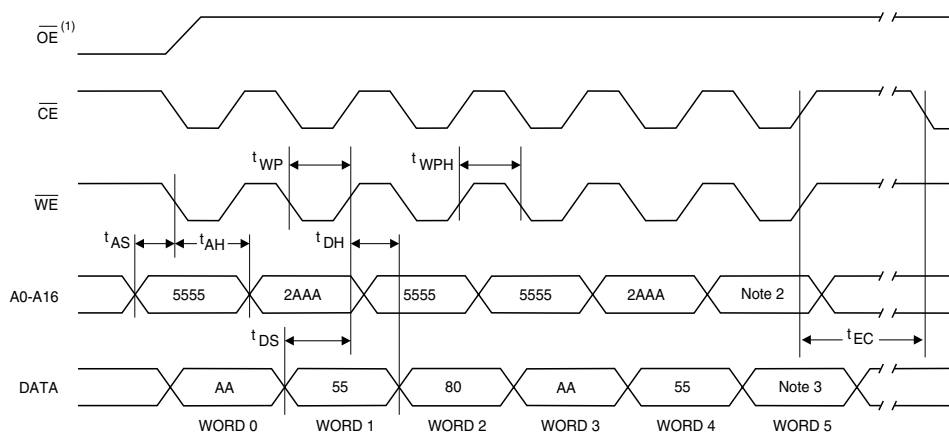 OE (1)
CE
t WP
t WPH
WE
t AS
t AH
t DH
A0-A16
5555
2AAA
5555
5555
2AAA
Note 2
t DS
t EC
DATA
AA
55
80
AA
55
Note 3
WORD 0
WORD 1
WORD 2
WORD 3
WORD 4
WORD 5